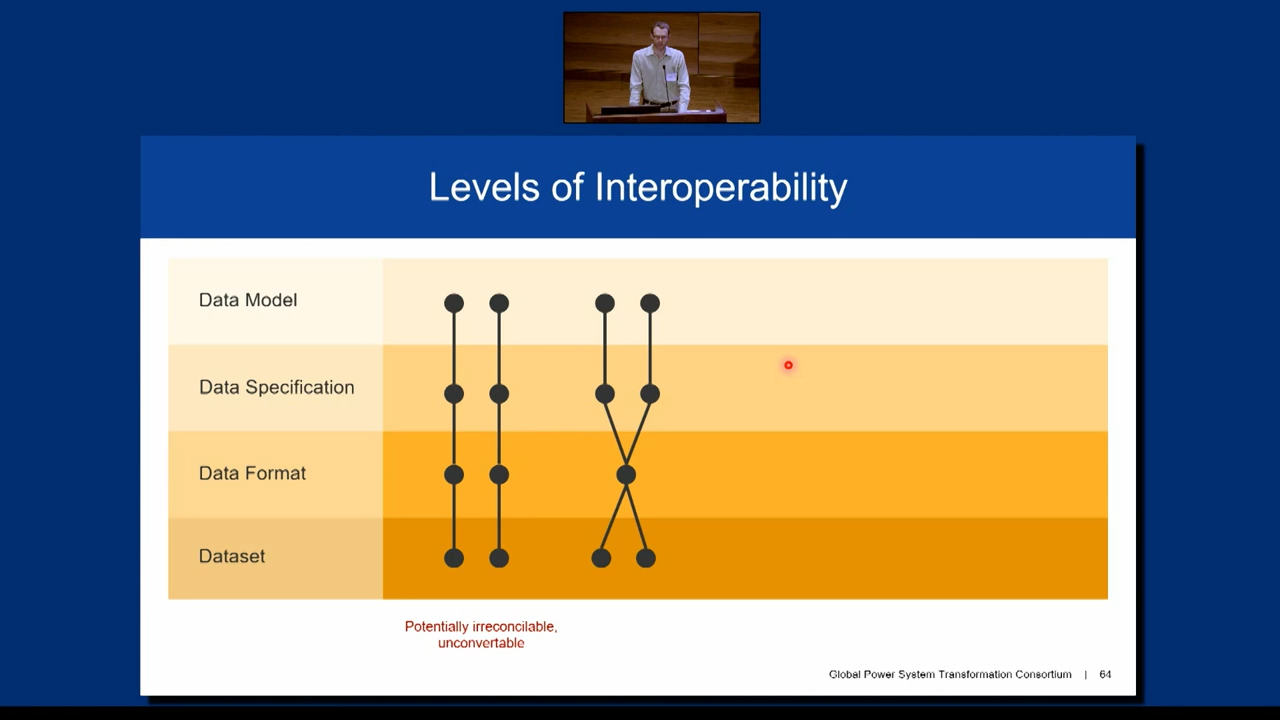 Levels of Interoperability
Data Model
Data Specification
Data Format
Dataset
Potentially irreconcilable,
unconvertable
Global Power System Transformation Consortium | 64